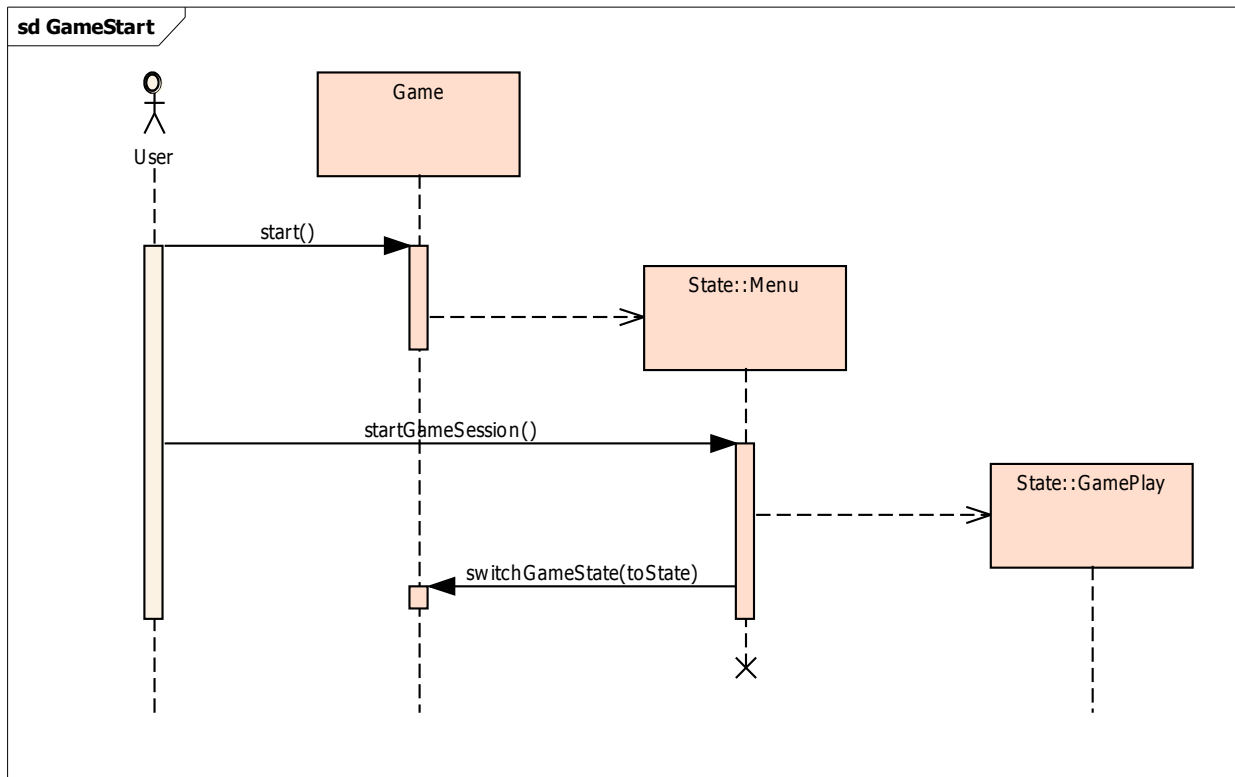 sd GameStart
User
Game
start()
State::Menu
startGameSession()
State::GamePlay
switchGameState(toState)